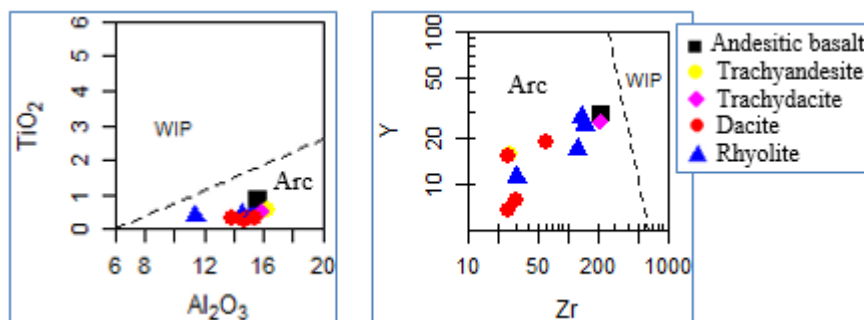 6
5
4
3
2
1
0
TiO2
WIP
Arc
6 8 12 16 20
Al2O3
100
50
20
10
Y
Arc
WIP
10 50 200 1000
Zr
Andesitic basalt
Trachyandesite
Trachydacite
Dacite
Rhyolite